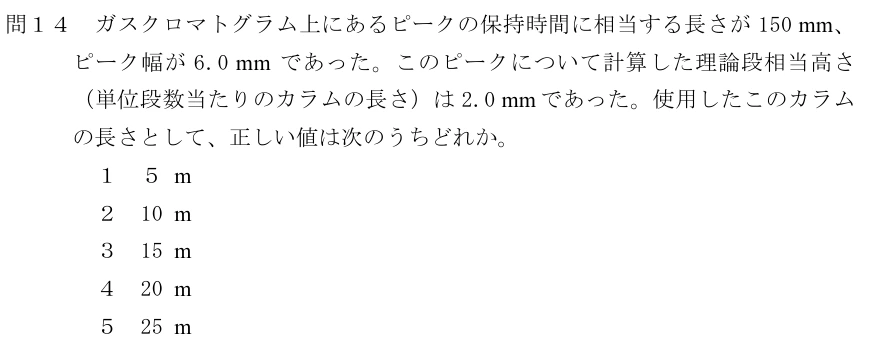 問１４　ガスクロマトグラム上にあるピークの保持時間に相当する長さが 150 mm、
ピーク幅が 6.0 mm であった。このピークについて計算した理論段相当高さ
（単位段数当たりのカラムの長さ）は 2.0 mm であった。使用したこのカラム
の長さとして、正しい値は次のうちどれか。
１　５ m
２　10 m
３　15 m
４　20 m
５　25 m